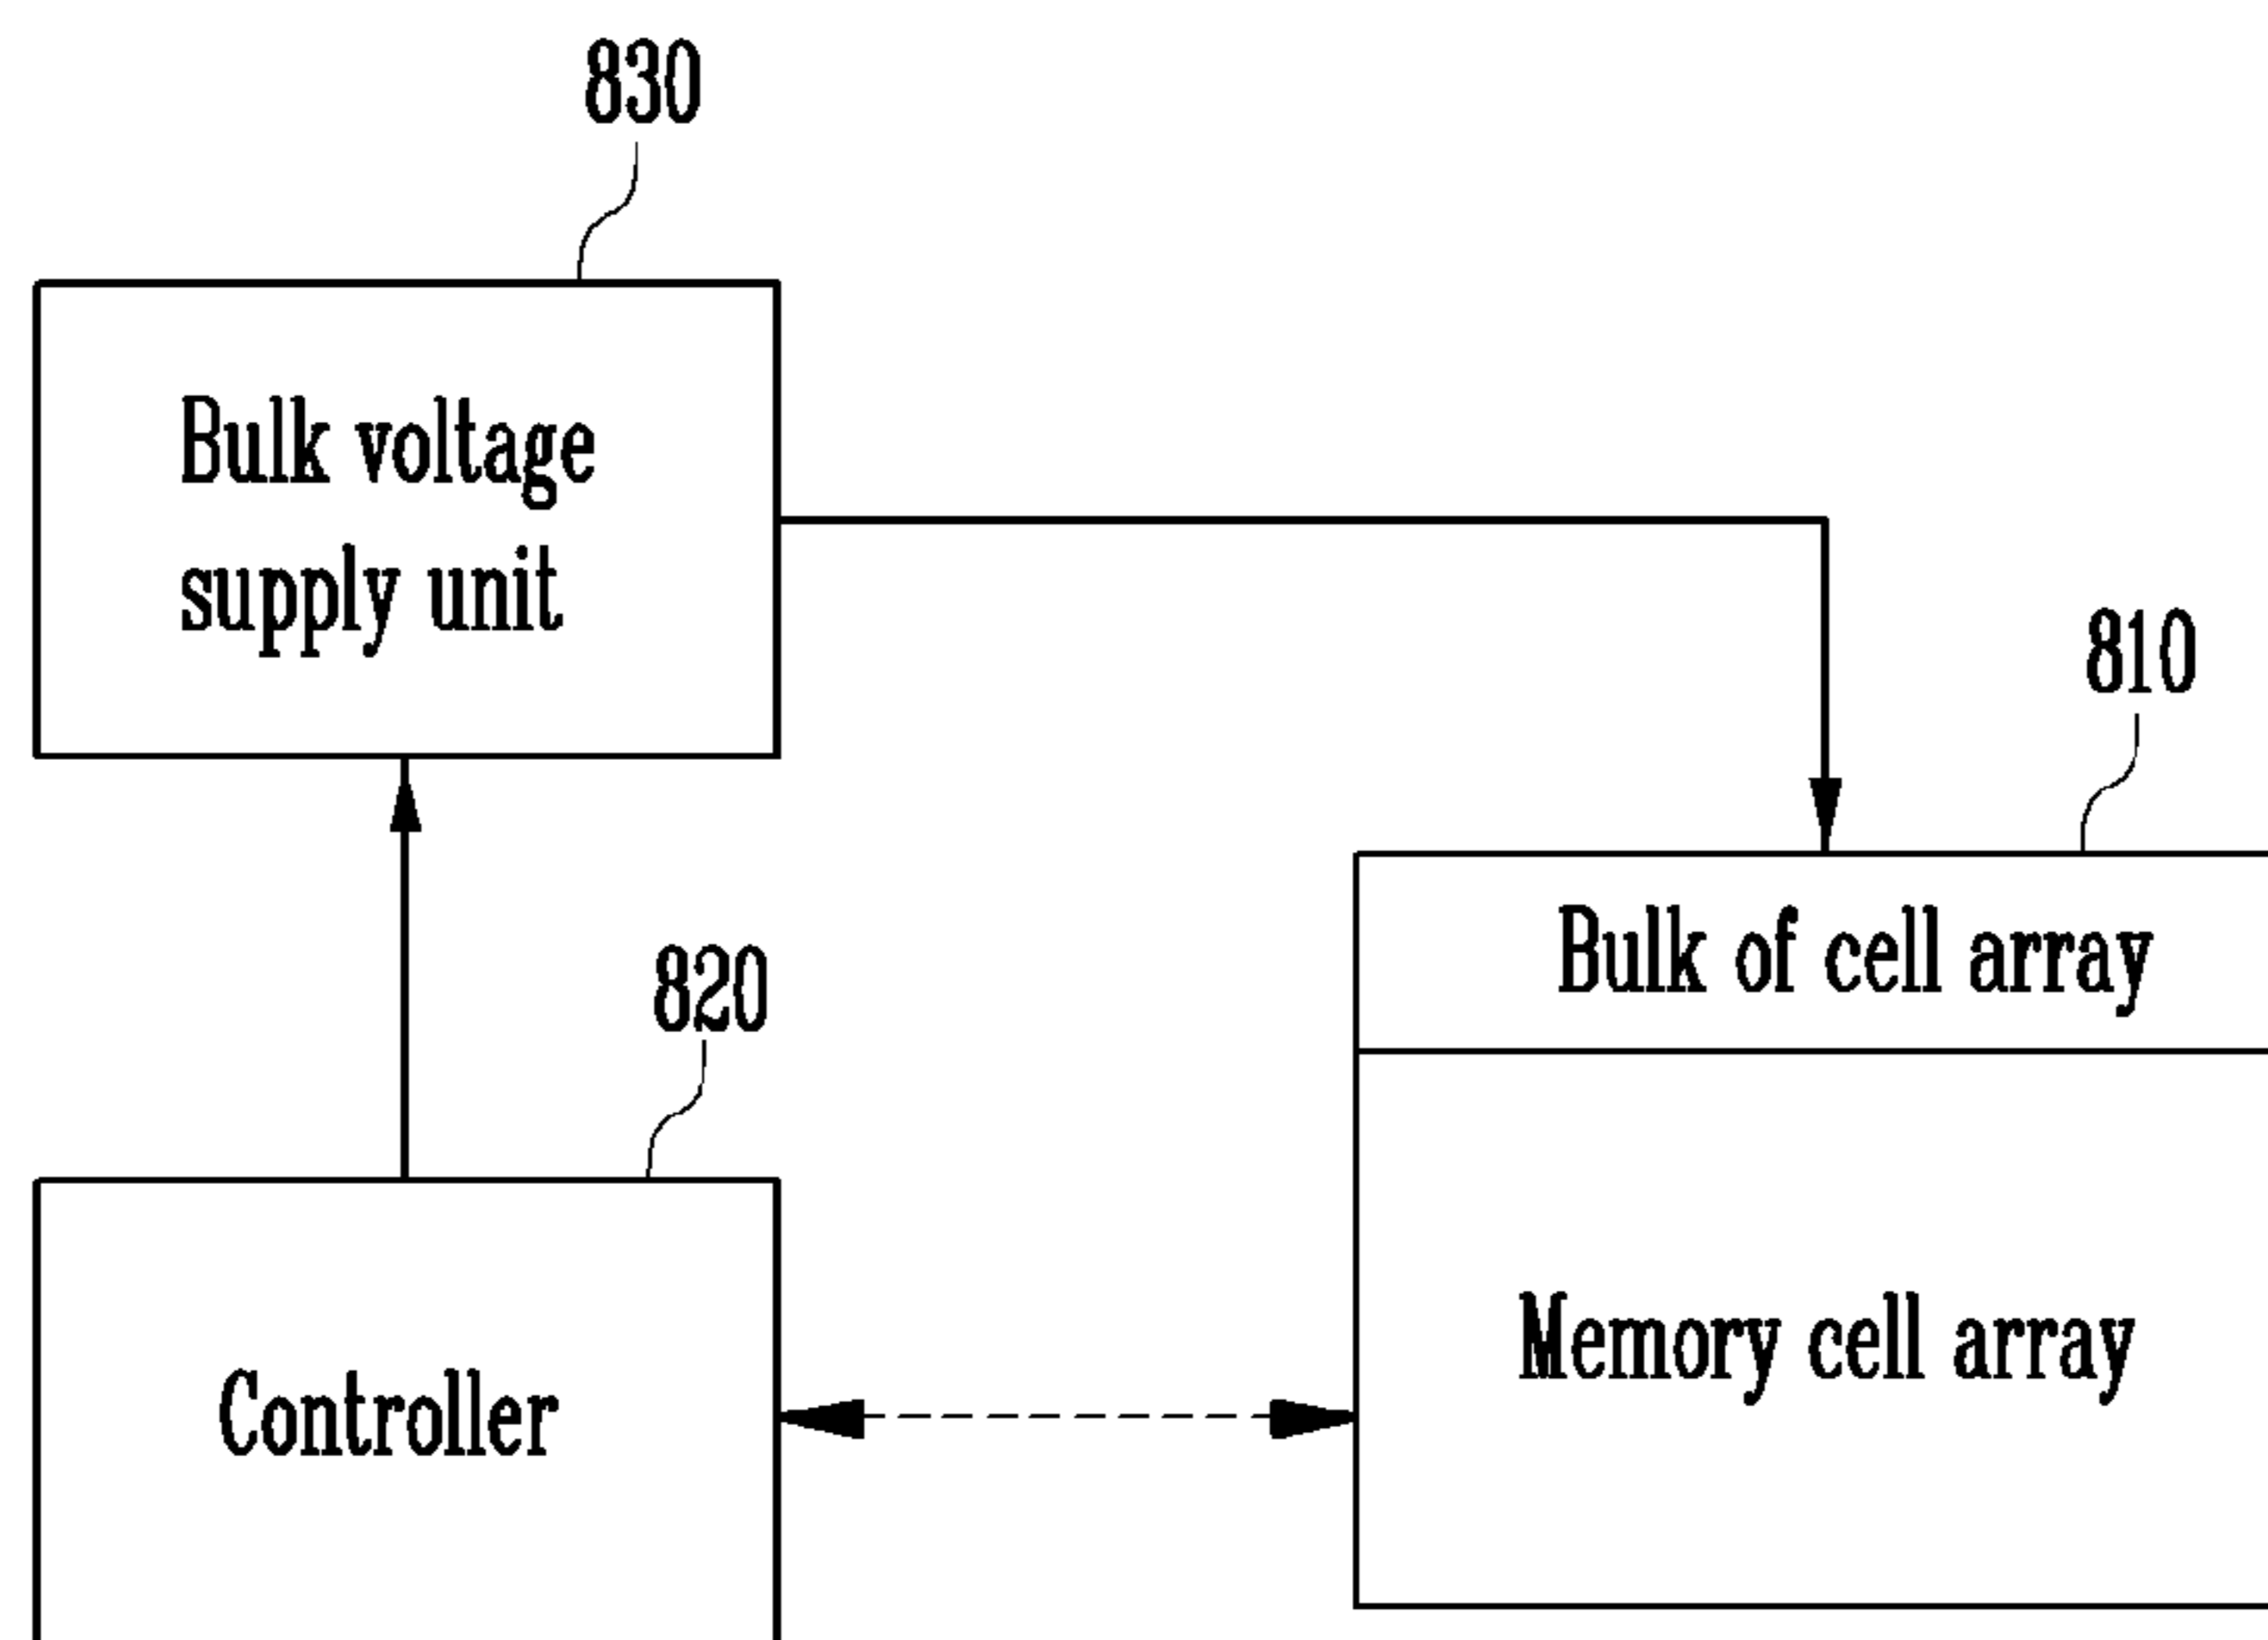 830
Bulk voltage
supply unit
810
Bulk of cell array
820
Memory cell array
Controller